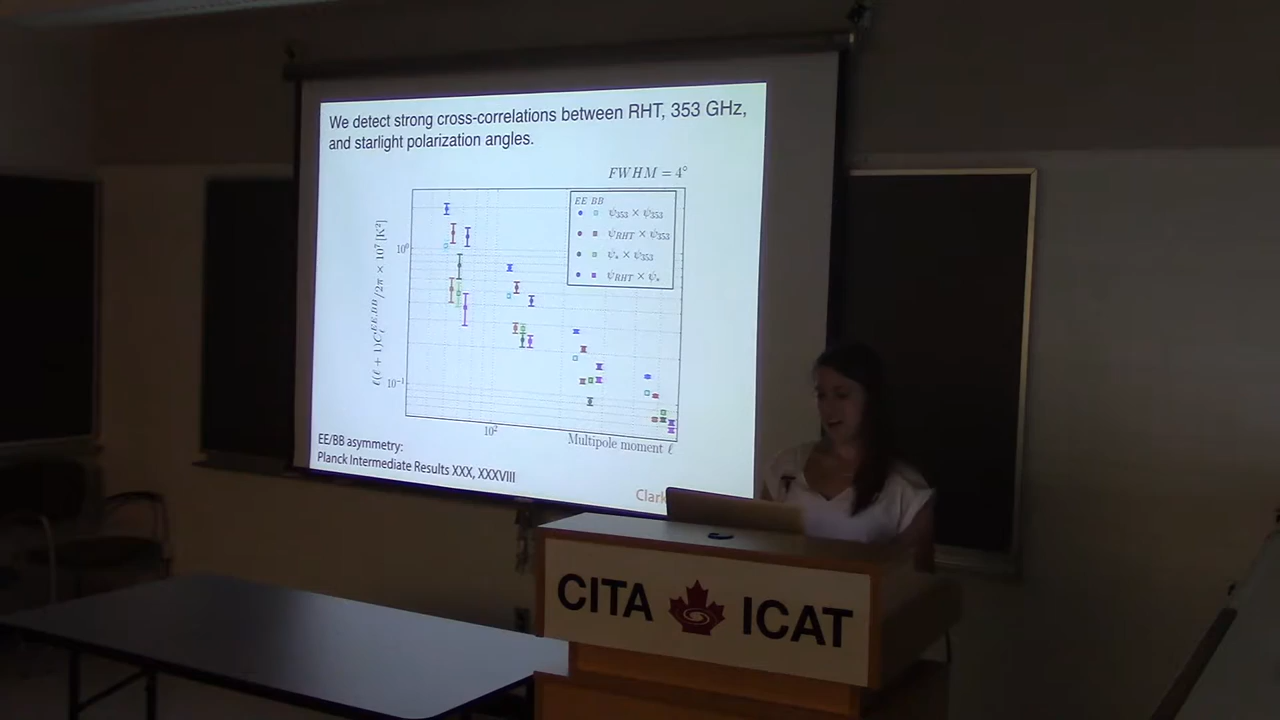 We detect strong cross-correlations between RHT, 353 GHz,
and starlight polarization angles.
FWHM = 4°
EE BB
ψ₃₅₃ × ψ₃₅₃
ψ_RHT × ψ₃₅₃
ψ⁎ × ψ₃₅₃
ψ_RHT × ψ⁎
ℓ(ℓ + 1)C_ℓ^{EE,BB}/2π × 10⁷ [K²]
10⁰
10⁻¹
10²
Multipole moment ℓ
EE/BB asymmetry:
Planck Intermediate Results XXX, XXXVIII
Clark
CITA ICAT